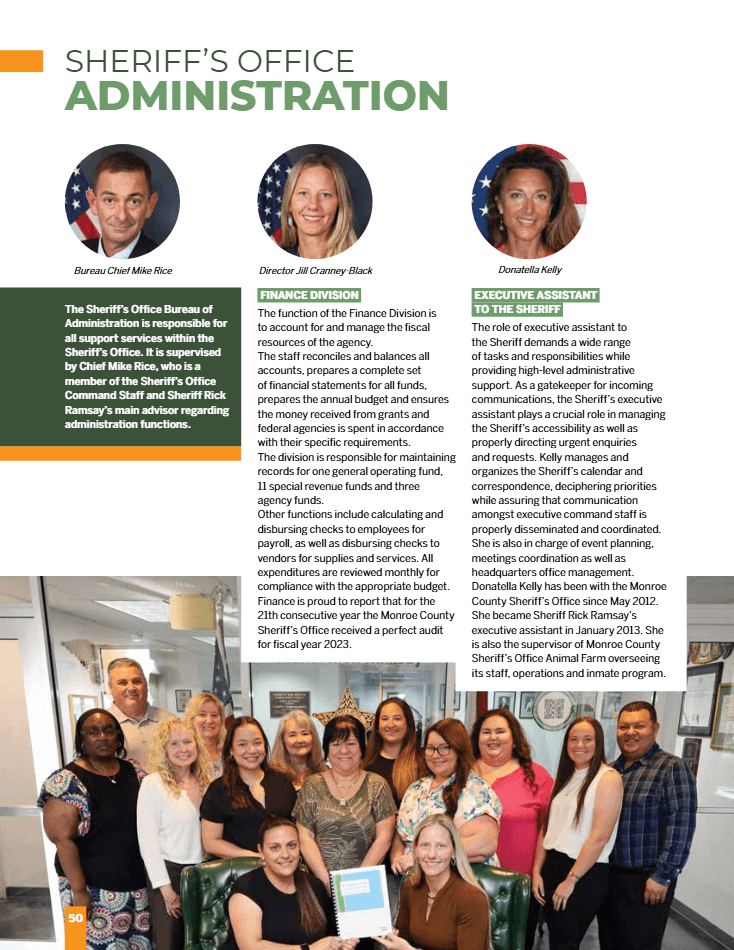 SHERIFF'S OFFICE
ADMINISTRATION
Bureau Chief Mike Rice
Director Jill Cranney-Black
Donatella Kelly
The Sheriff's Office Bureau of
Administration is responsible for
all support services within the
Sheriff's Office. It is supervised
by Chief Mike Rice, who is a
member of the Sheriff's Office
Command Staff and Sheriff Rick
Ramsay's main advisor regarding
administration functions.
FINANCE DIVISION
The function of the Finance Division is
to account for and manage the fiscal
resources of the agency.
The staff reconciles and balances all
accounts, prepares a complete set
of financial statements for all funds,
prepares the annual budget and ensures
the money received from grants and
federal agencies is spent in accordance
with their specific requirements.
The division is responsible for maintaining
records for one general operating fund,
11 special revenue funds and three
agency funds.
Other functions include calculating and
disbursing checks to employees for
payroll, as well as disbursing checks to
vendors for supplies and services. All
expenditures are reviewed monthly for
compliance with the appropriate budget.
Finance is proud to report that for the
21th consecutive year the Monroe County
Sheriff's Office received a perfect audit
for fiscal year 2023.
EXECUTIVE ASSISTANT
TO THE SHERIFF
The role of executive assistant to
the Sheriff demands a wide range
of tasks and responsibilities while
providing high-level administrative
support. As a gatekeeper for incoming
communications, the Sheriff's executive
assistant plays a crucial role in managing
the Sheriff's accessibility as well as
properly directing urgent enquiries
and requests. Kelly manages and
organizes the Sheriff's calendar and
correspondence, deciphering priorities
while assuring that communication
amongst executive command staff is
properly disseminated and coordinated.
She is also in charge of event planning,
meetings coordination as well as
headquarters office management.
Donatella Kelly has been with the Monroe
County Sheriff's Office since May 2012.
She became Sheriff Rick Ramsay's
executive assistant in January 2013. She
is also the supervisor of Monroe County
Sheriff's Office Animal Farm overseeing
its staff, operations and inmate program.
50